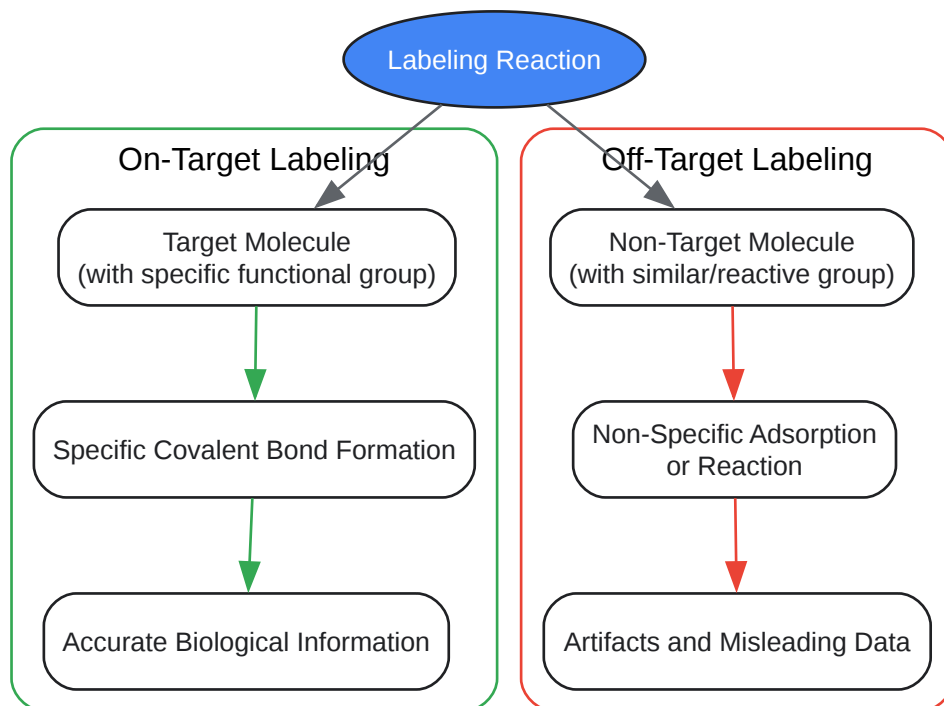 Labeling Reaction
On-Target Labeling
Target Molecule
(with specific functional group)
Specific Covalent Bond Formation
Accurate Biological Information
Off-Target Labeling
Non-Target Molecule
(with similar/reactive group)
Non-Specific Adsorption
or Reaction
Artifacts and Misleading Data